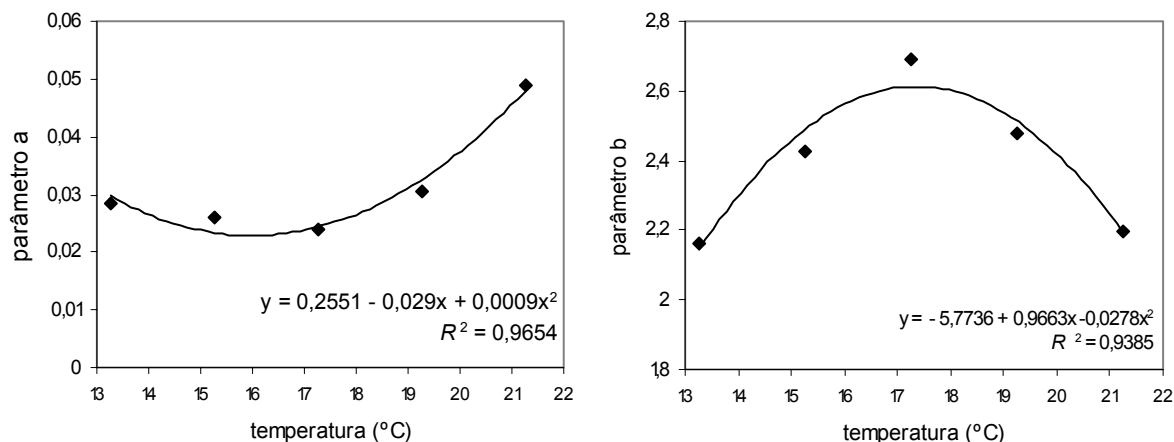 0,06
0,05
0,04
0,03
0,02
0,01
0
parâmetro a
y = 0,2551 - 0,029x + 0,0009x²
R² = 0,9654
13 14 15 16 17 18 19 20 21 22
temperatura (ºC)
2,8
2,6
2,4
2,2
2
1,8
parâmetro b
y = - 5,7736 + 0,9663x -0,0278x²
R² = 0,9385
13 14 15 16 17 18 19 20 21 22
temperatura (ºC)